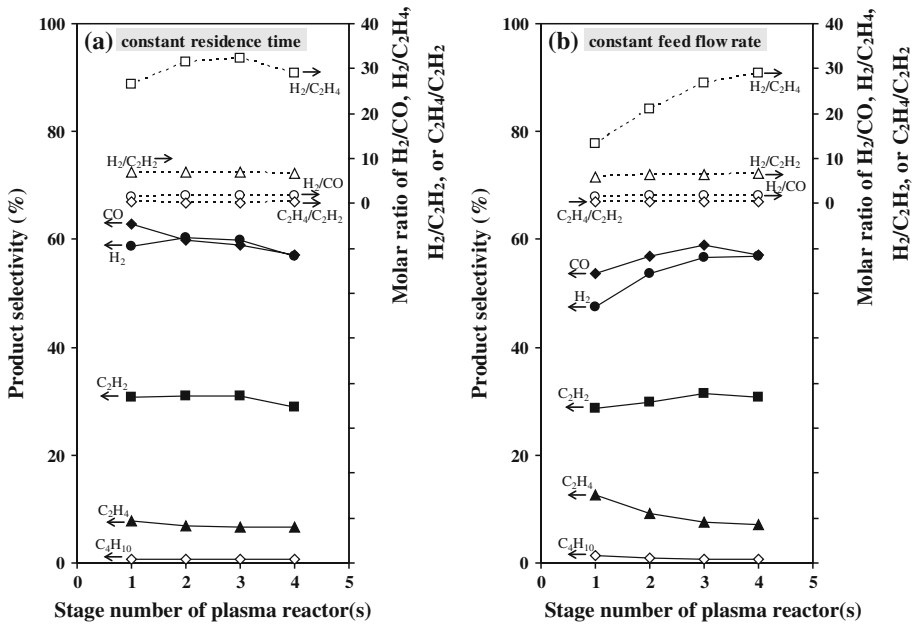 (a) constant residence time
Product selectivity (%)
100
80
60
40
20
0
40
30
20
10
0
Molar ratio of H₂/CO, H₂/C₂H₄,
H₂/C₂H₂, or C₂H₄/C₂H₂
H₂/C₂H₄
H₂/C₂H₂
H₂/CO
C₂H₄/C₂H₂
CO
H₂
C₂H₂
C₂H₄
C₄H₁₀
0 1 2 3 4 5
Stage number of plasma reactor(s)
(b) constant feed flow rate
Product selectivity (%)
100
80
60
40
20
0
40
30
20
10
0
Molar ratio of H₂/CO, H₂/C₂H₄,
H₂/C₂H₂, or C₂H₄/C₂H₂
H₂/C₂H₄
H₂/C₂H₂
H₂/CO
C₂H₄/C₂H₂
CO
H₂
C₂H₂
C₂H₄
C₄H₁₀
0 1 2 3 4 5
Stage number of plasma reactor(s)